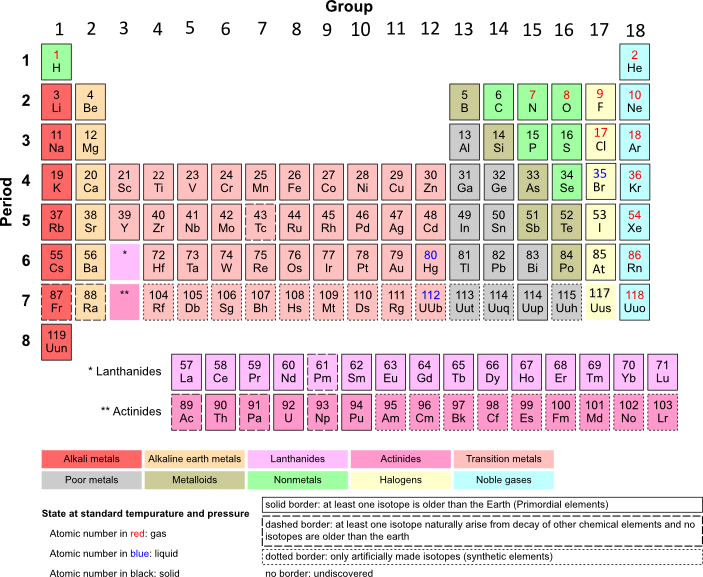 Group
1 2 3 4 5 6 7 8 9 10 11 12 13 14 15 16 17 18
Period
1
1 2
H He
2
3 4 5 6 7 8 9 10
Li Be B C N O F Ne
3
11 12 13 14 15 16 17 18
Na Mg Al Si P S Cl Ar
4
19 20 21 22 23 24 25 26 27 28 29 30 31 32 33 34 35 36
K Ca Sc Ti V Cr Mn Fe Co Ni Cu Zn Ga Ge As Se Br Kr
5
37 38 39 40 41 42 43 44 45 46 47 48 49 50 51 52 53 54
Rb Sr Y Zr Nb Mo Tc Ru Rh Pd Ag Cd In Sn Sb Te I Xe
6
55 56 * 72 73 74 75 76 77 78 79 80 81 82 83 84 85 86
Cs Ba Hf Ta W Re Os Ir Pt Au Hg Tl Pb Bi Po At Rn
7
87 88 ** 104 105 106 107 108 109 110 111 112 113 114 114 115 117 118
Fr Ra Rf Db Sg Bh Hs Mt Ds Rg UUb Uut Uuq Uup Uuh Uus Uuo
8
119
Uun
* Lanthanides
57 58 59 60 61 62 63 64 65 66 67 68 69 70 71
La Ce Pr Nd Pm Sm Eu Gd Tb Dy Ho Er Tm Yb Lu
** Actinides
89 90 91 92 93 94 95 96 97 98 99 100 101 102 103
Ac Th Pa U Np Pu Am Cm Bk Cf Es Fm Md No Lr
Alkali metals Alkaline earth metals Lanthanides Actinides Transition metals
Poor metals Metalloids Nonmetals Halogens Noble gases
State at standard tempurature and pressure
Atomic number in red: gas
Atomic number in blue: liquid
Atomic number in black: solid
solid border: at least one isotope is older than the Earth (Primordial elements)
dashed border: at least one isotope naturally arise from decay of other chemical elements and no
isotopes are older than the earth
dotted border: only artificially made isotopes (synthetic elements)
no border: undiscovered